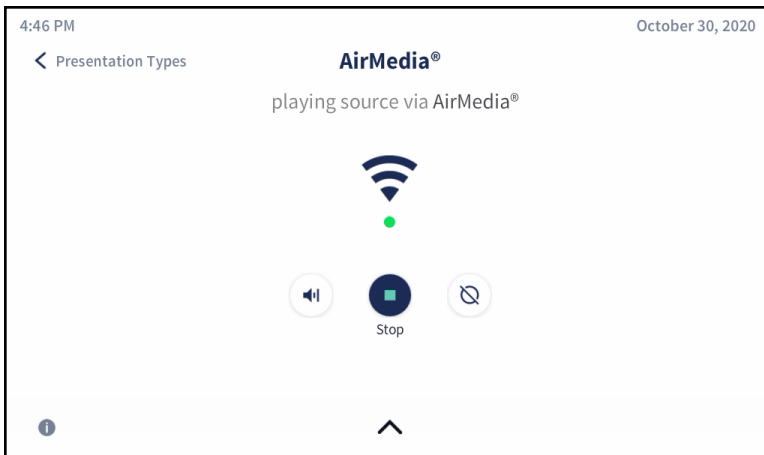 4:46 PM
October 30, 2020
Presentation Types
AirMedia®
playing source via AirMedia®
Stop